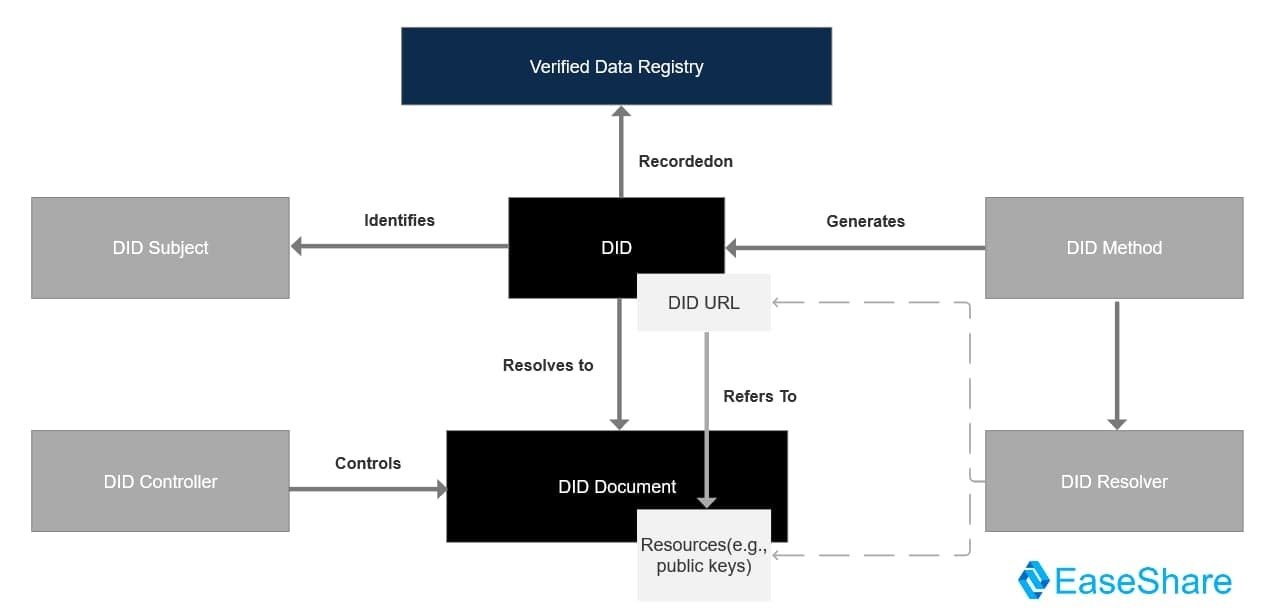 Verified Data Registry
Recordedon
Identifies
Generates
DID Subject
DID
DID Method
DID URL
Resolves to
Refers To
Controls
DID Controller
DID Document
DID Resolver
Resources(e.g.,
public keys)
EaseShare